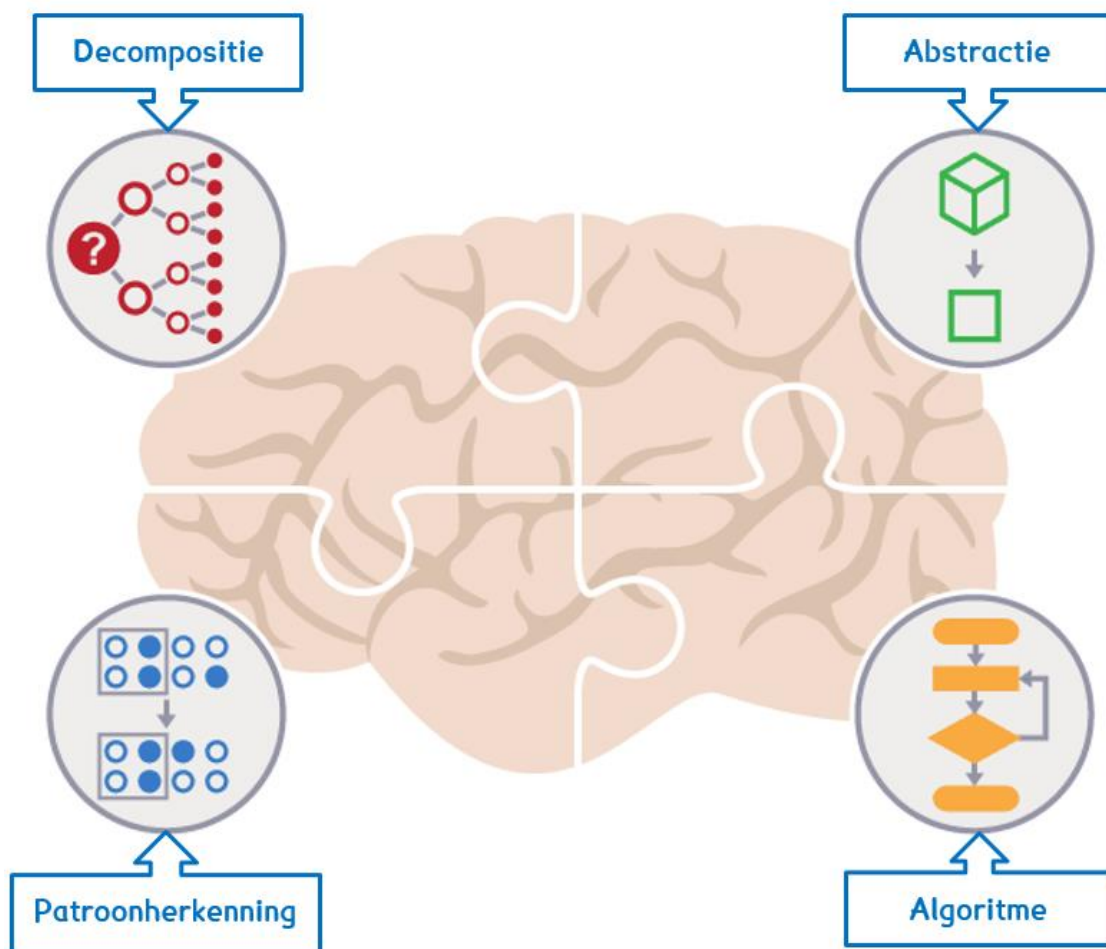 Decompositie
Abstractie
?
Patroonherkenning
Algoritme